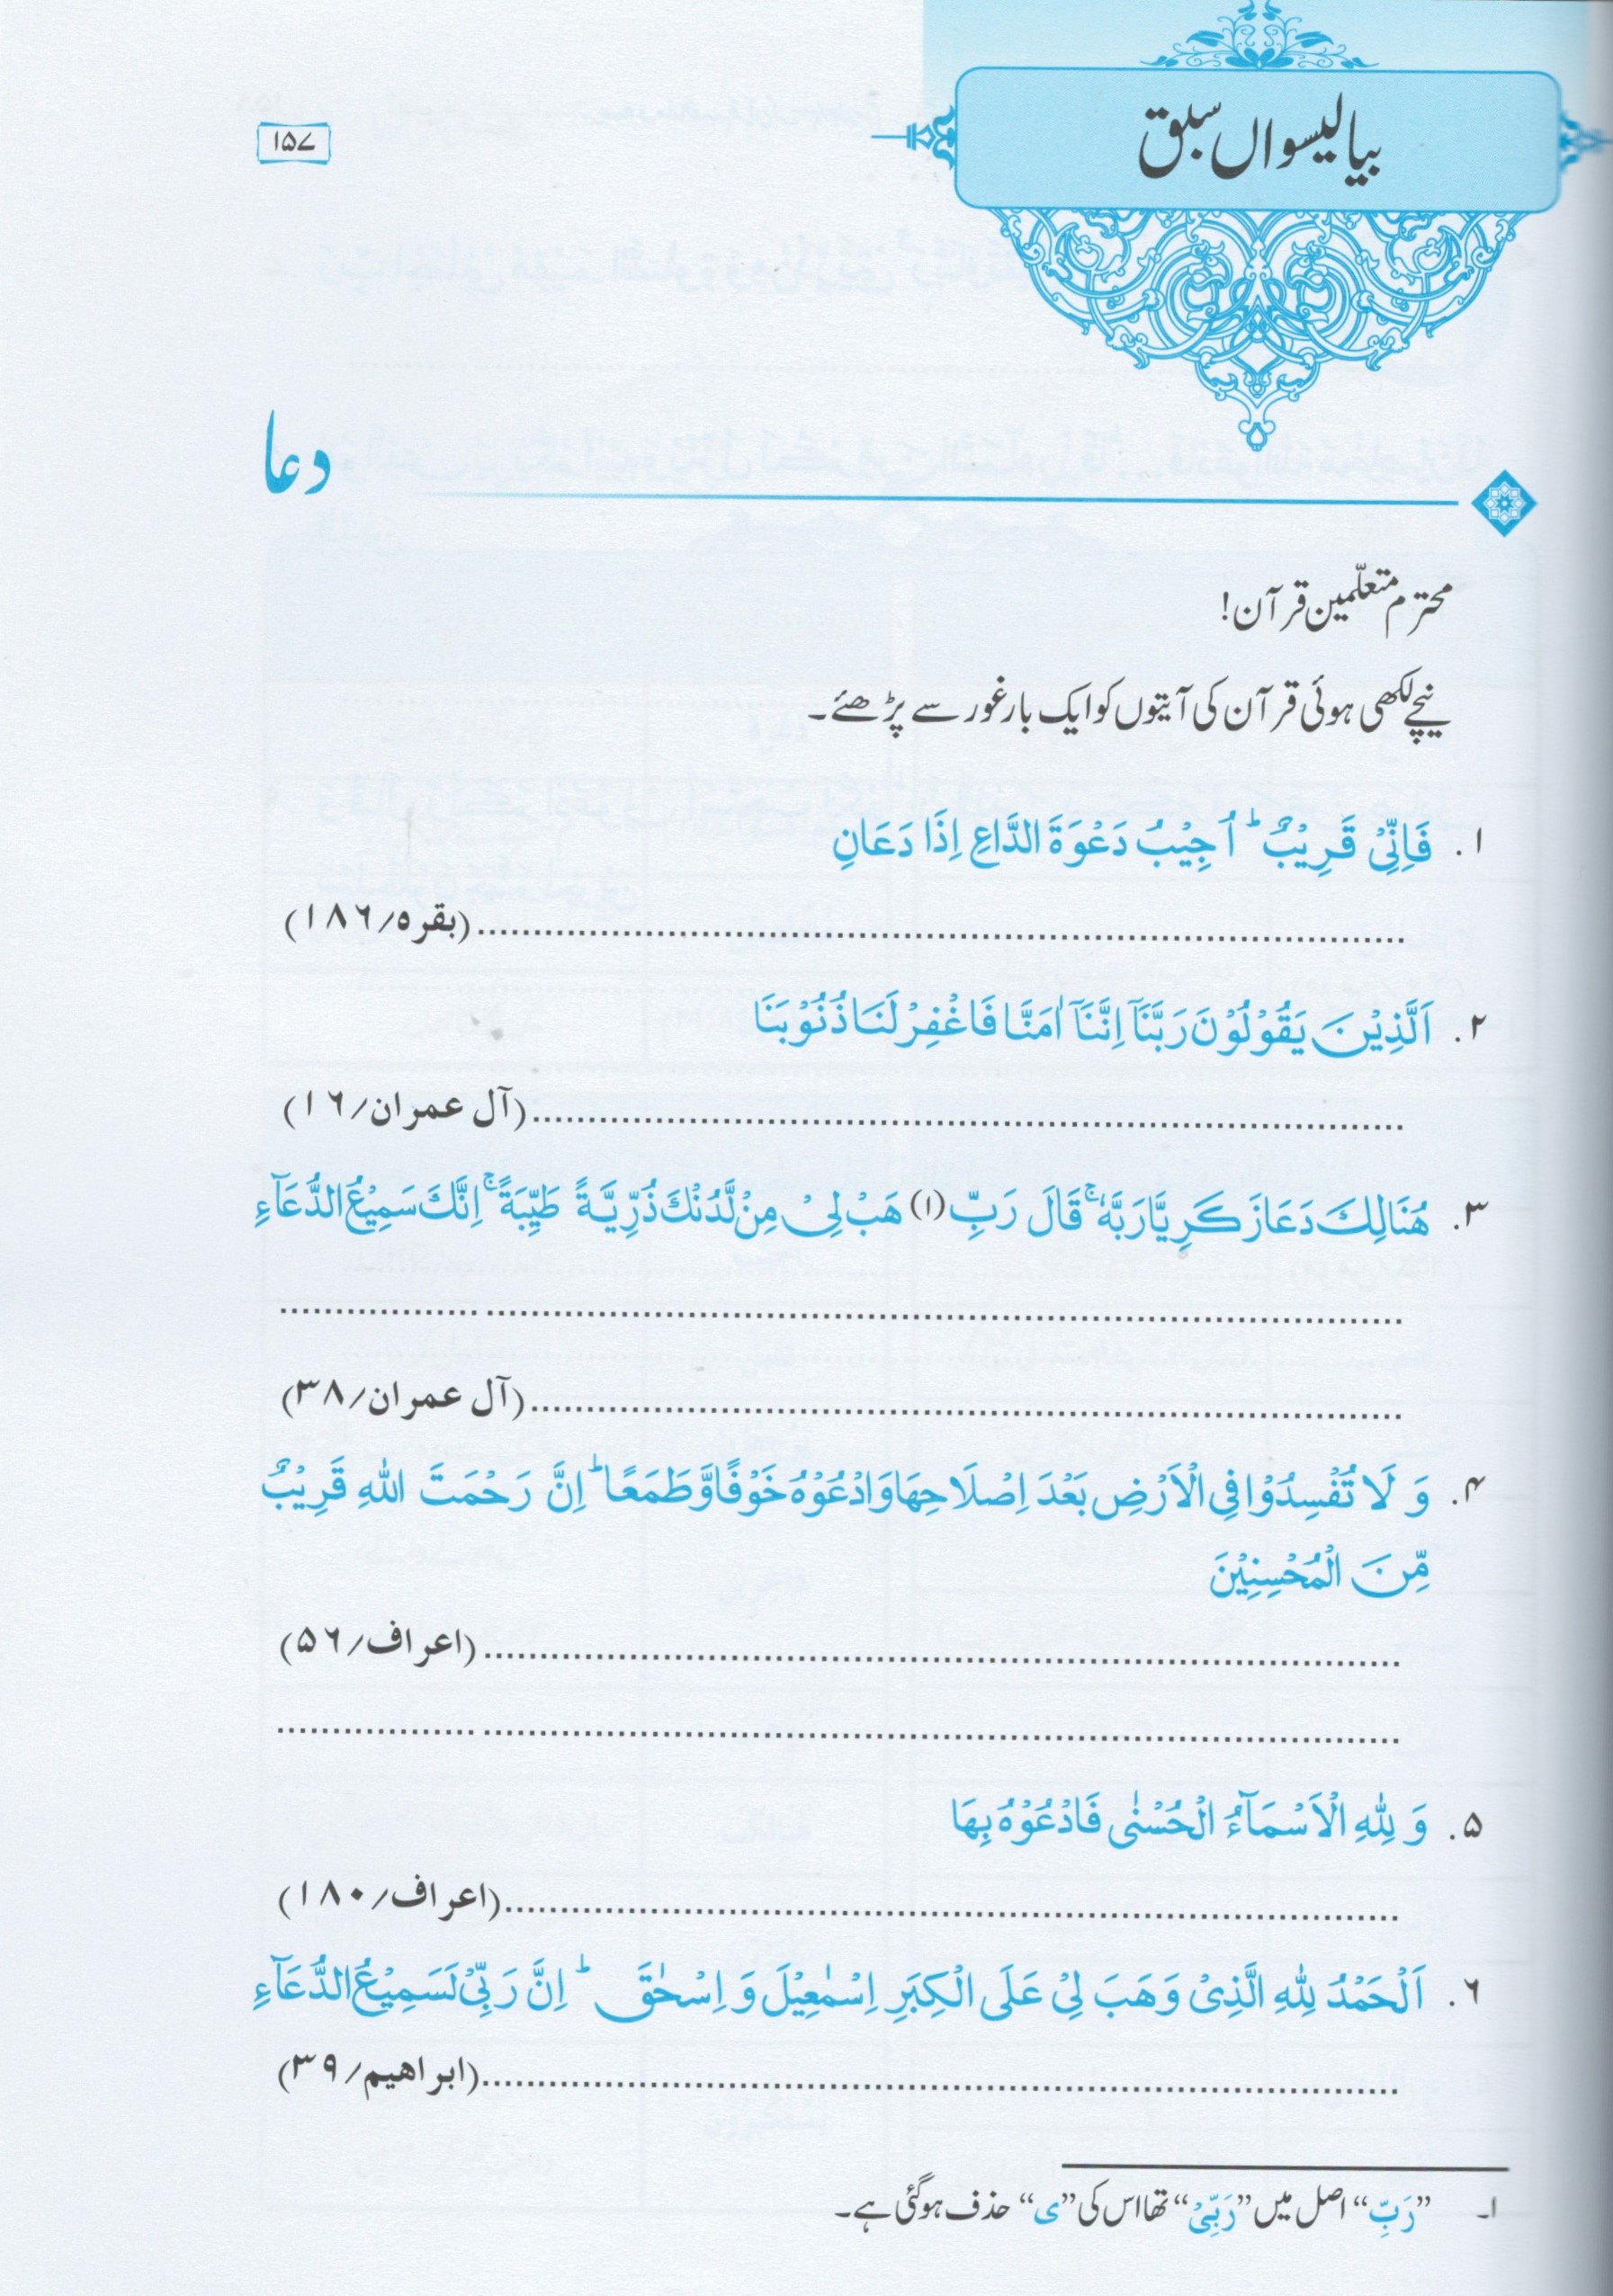 بیالیسواں سبق
۱۵۷
دعا
محترم متعلّمین قرآن!
نیچے لکھی ہوئی قرآن کی آیتوں کو ایک بار غور سے پڑھئے۔
۱. فَاِنِّیْ قَرِیْبٌ ؕ اُجِیْبُ دَعْوَةَ الدَّاعِ اِذَا دَعَانِ
(بقرہ/۱۸۶)
۲. اَلَّذِیْنَ یَقُوْلُوْنَ رَبَّنَاۤ اِنَّنَاۤ اٰمَنَّا فَاغْفِرْ لَنَا ذُنُوْبَنَا
(آل عمران/۱۶)
۳. هُنَالِكَ دَعَا زَكَرِیَّا رَبَّهٗ ۚ قَالَ رَبِّ (۱) هَبْ لِیْ مِنْ لَّدُنْكَ ذُرِّیَّةً طَیِّبَةً ۚ اِنَّكَ سَمِیْعُ الدُّعَآءِ
(آل عمران/۳۸)
۴. وَ لَا تُفْسِدُوْا فِی الْاَرْضِ بَعْدَ اِصْلَاحِهَا وَادْعُوْهُ خَوْفًا وَّ طَمَعًا ؕ اِنَّ رَحْمَتَ اللّٰهِ قَرِیْبٌ
مِّنَ الْمُحْسِنِیْنَ
(اعراف/۵۶)
۵. وَ لِلّٰهِ الْاَسْمَآءُ الْحُسْنٰی فَادْعُوْهُ بِهَا
(اعراف/۱۸۰)
۶. اَلْحَمْدُ لِلّٰهِ الَّذِیْ وَهَبَ لِیْ عَلَی الْكِبَرِ اِسْمٰعِیْلَ وَ اِسْحٰقَ ؕ اِنَّ رَبِّیْ لَسَمِیْعُ الدُّعَآءِ
(ابراهیم/۳۹)
۱۔ ”رَبِّ“ اصل میں ”رَبِّیْ“ تھا اس کی ”ی“ حذف ہوگئی ہے۔